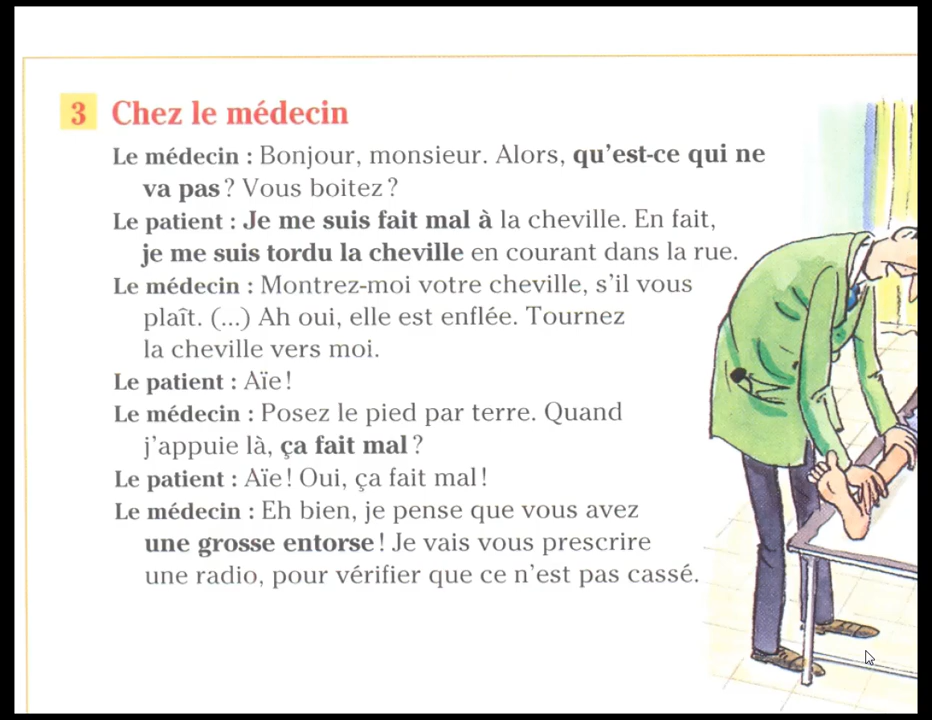 3 Chez le médecin
Le médecin : Bonjour, monsieur. Alors, qu'est-ce qui ne
va pas ? Vous boitez ?
Le patient : Je me suis fait mal à la cheville. En fait,
je me suis tordu la cheville en courant dans la rue.
Le médecin : Montrez-moi votre cheville, s'il vous
plaît. (...) Ah oui, elle est enflée. Tournez
la cheville vers moi.
Le patient : Aïe !
Le médecin : Posez le pied par terre. Quand
j'appuie là, ça fait mal ?
Le patient : Aïe ! Oui, ça fait mal !
Le médecin : Eh bien, je pense que vous avez
une grosse entorse ! Je vais vous prescrire
une radio, pour vérifier que ce n'est pas cassé.